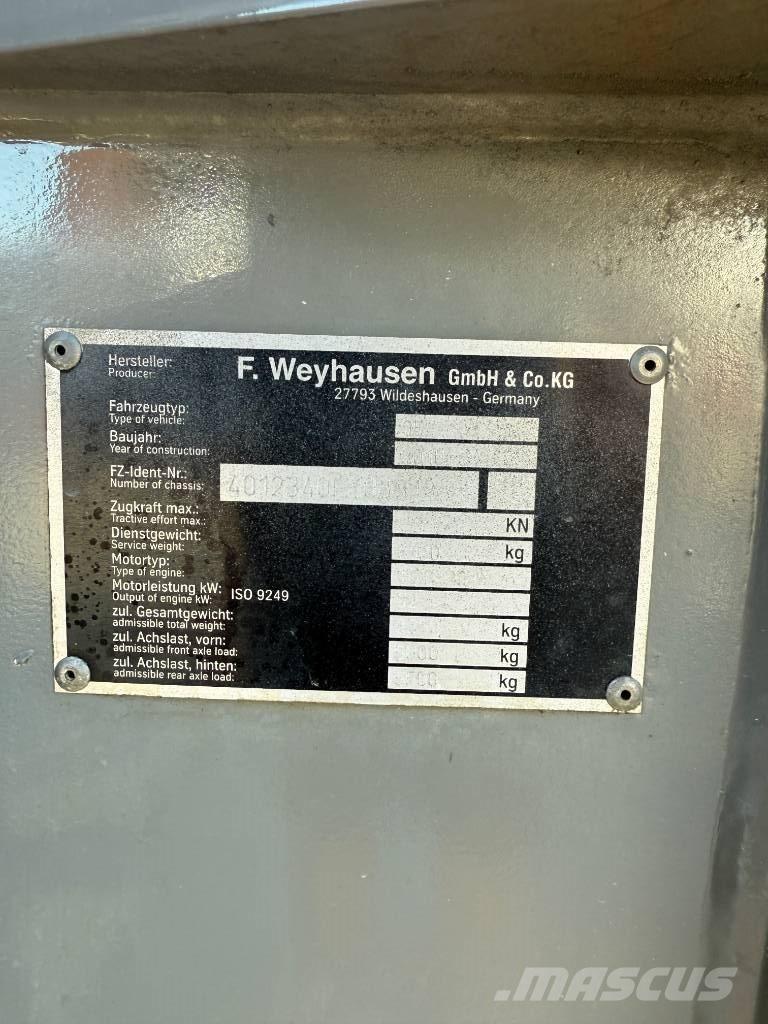 Hersteller: F. Weyhausen GmbH & Co.KG
Producer: 27793 Wildeshausen - Germany
Fahrzeugtyp:
Type of vehicle:
Baujahr:
Year of construction:
FZ-Ident-Nr.:
Number of chassis:
Zugkraft max.:
Tractive effort max.: KN
Dienstgewicht:
Service weight: kg
Motortyp:
Type of engine:
Motorleistung kW: ISO 9249
Output of engine kW:
zul. Gesamtgewicht:
admissible total weight: kg
zul. Achslast, vorn:
admissible front axle load: kg
zul. Achslast, hinten:
admissible rear axle load: kg
MASCUS